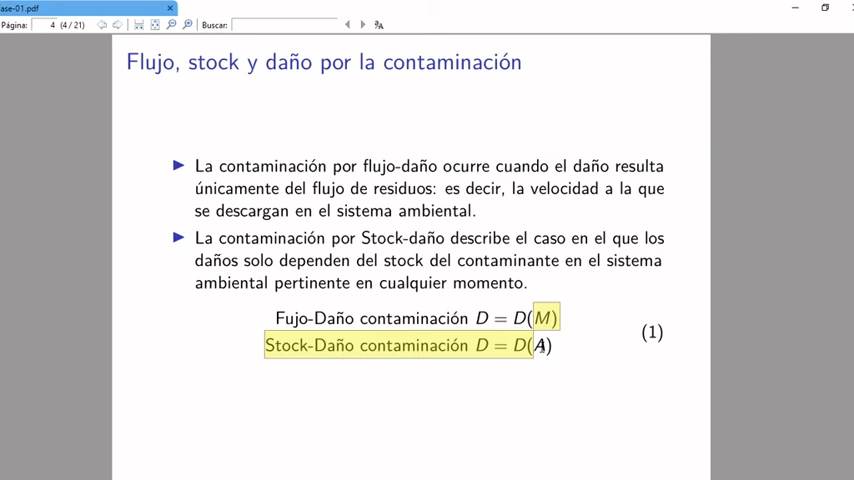 ase-01.pdf
Página: 4 (4 / 21) Buscar:
Flujo, stock y daño por la contaminación
La contaminación por flujo-daño ocurre cuando el daño resulta
únicamente del flujo de residuos: es decir, la velocidad a la que
se descargan en el sistema ambiental.
La contaminación por Stock-daño describe el caso en el que los
daños solo dependen del stock del contaminante en el sistema
ambiental pertinente en cualquier momento.
Fujo-Daño contaminación D = D(M)
Stock-Daño contaminación D = D(A)
(1)